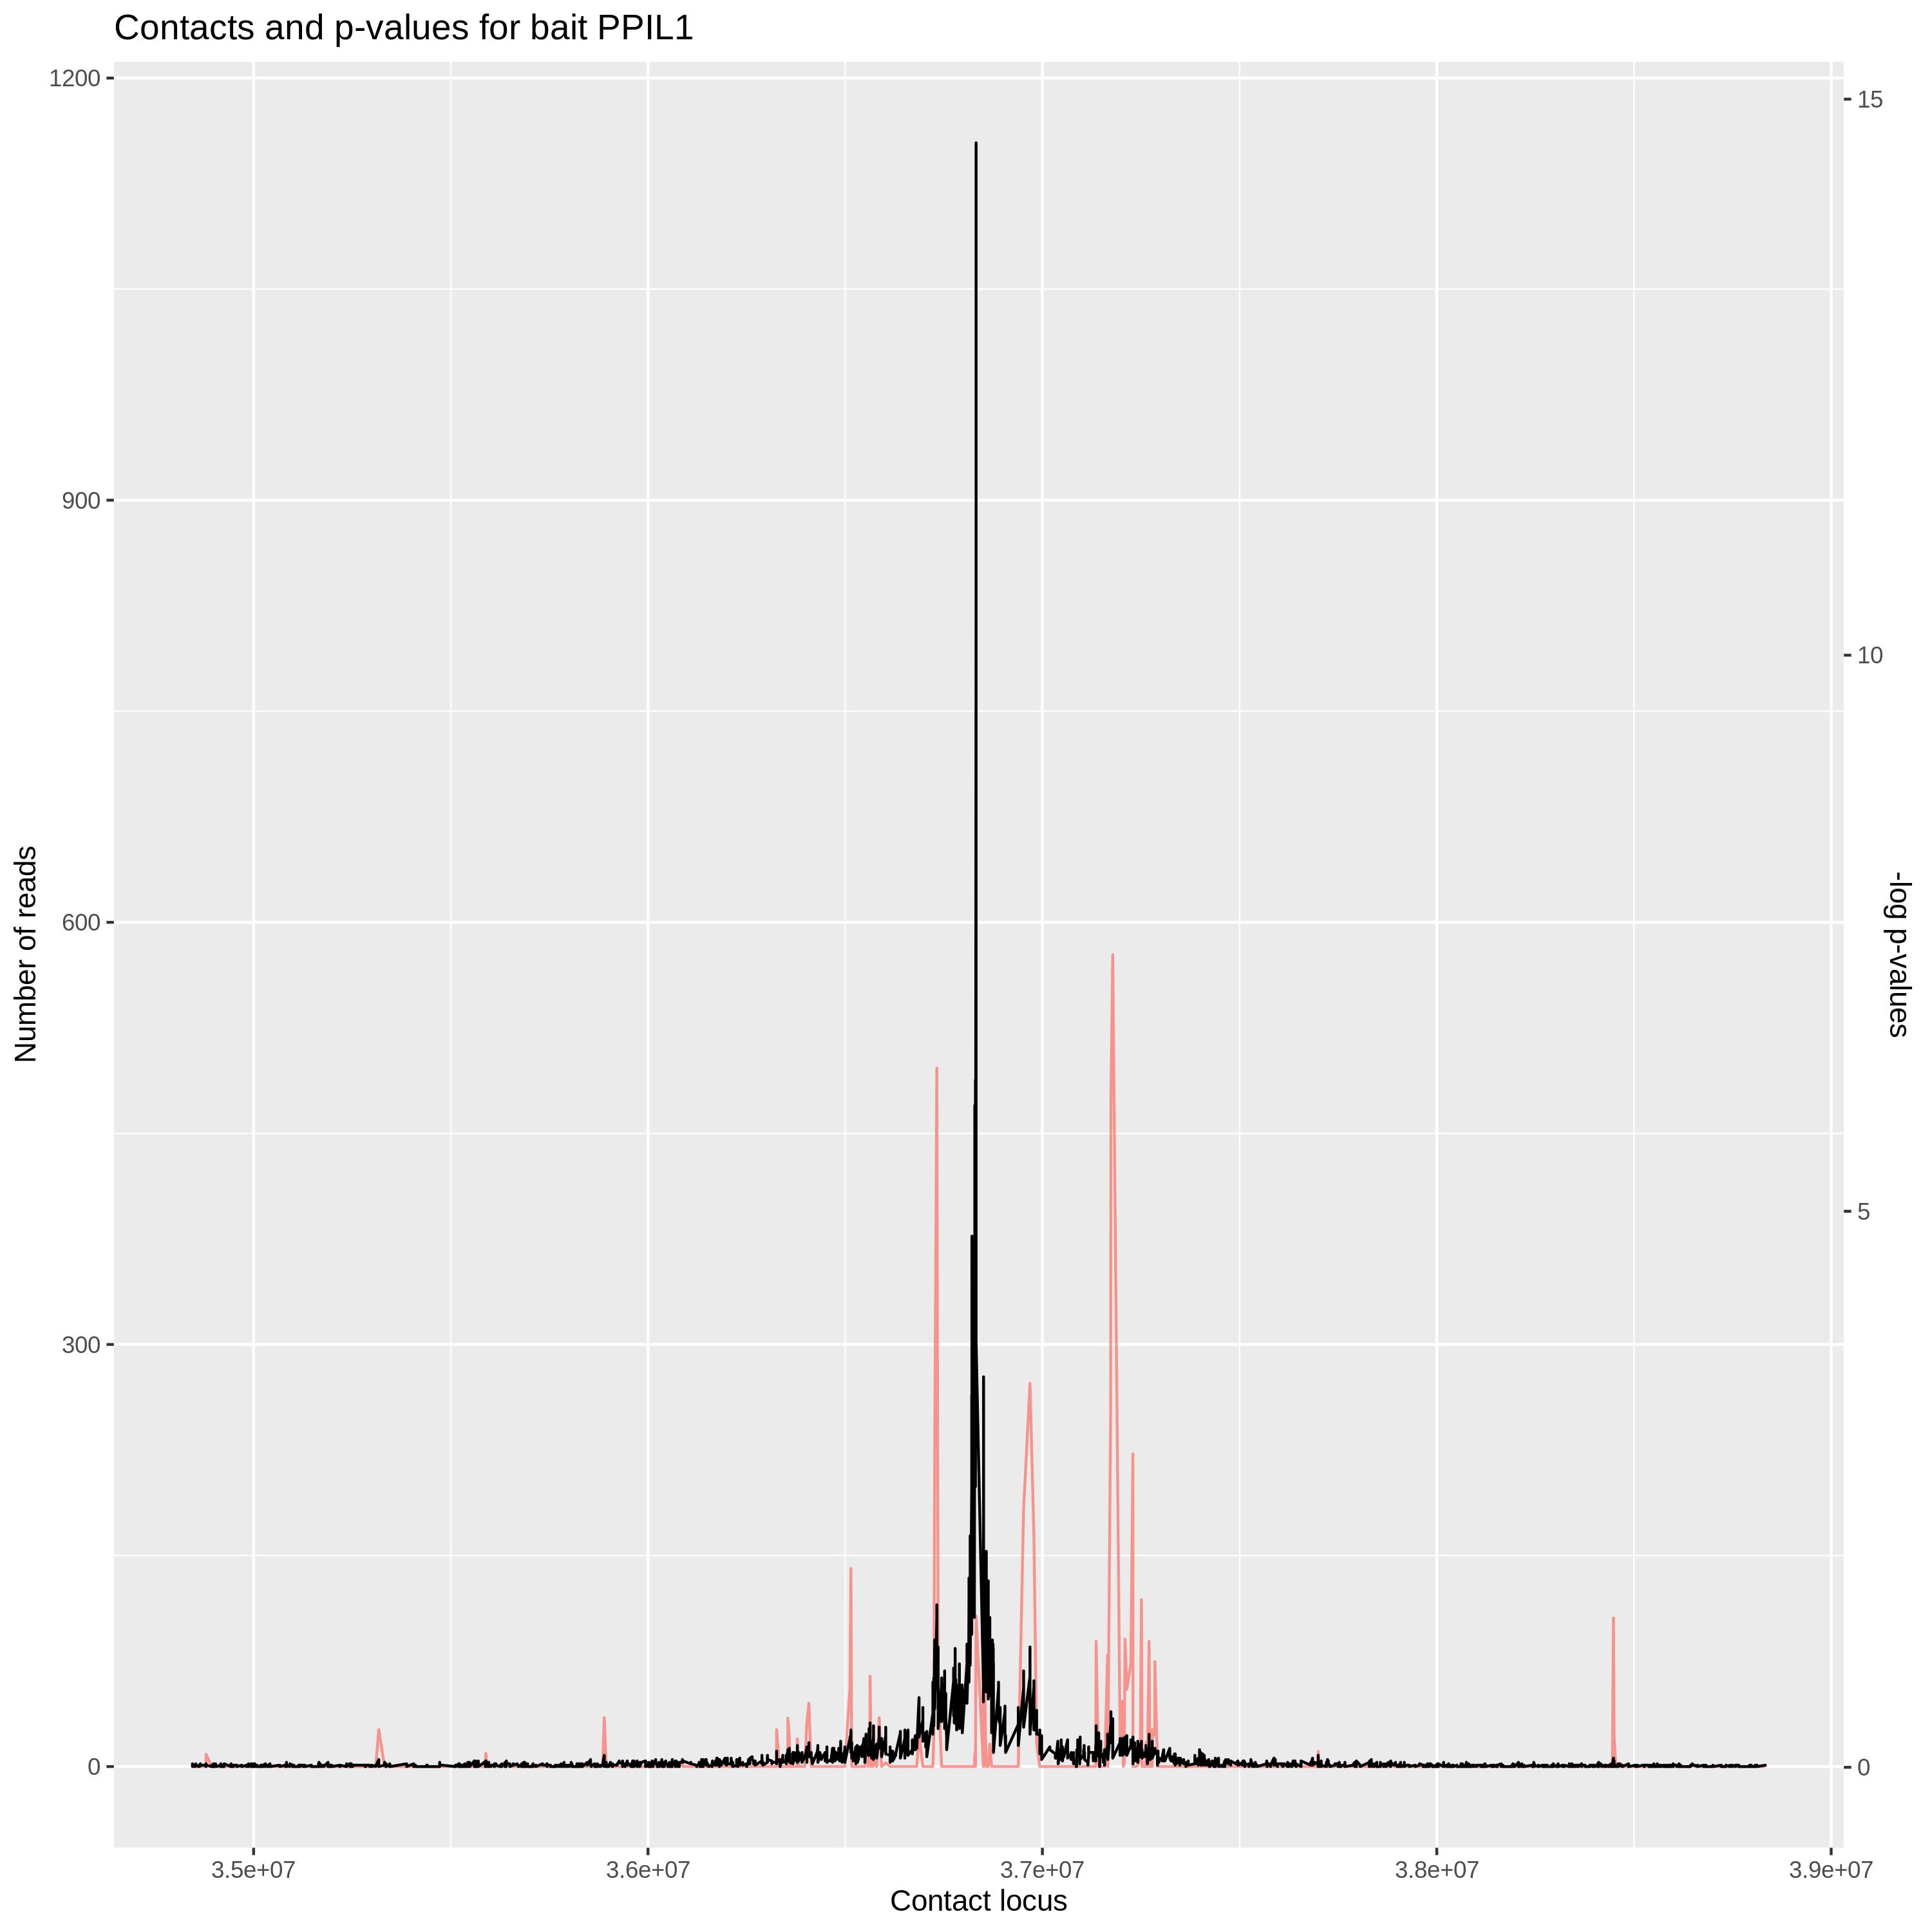 Contacts and p-values for bait PPIL1
1200
900
600
300
0
Number of reads
15
10
5
0
-log p-values
3.5e+07
3.6e+07
3.7e+07
3.8e+07
3.9e+07
Contact locus